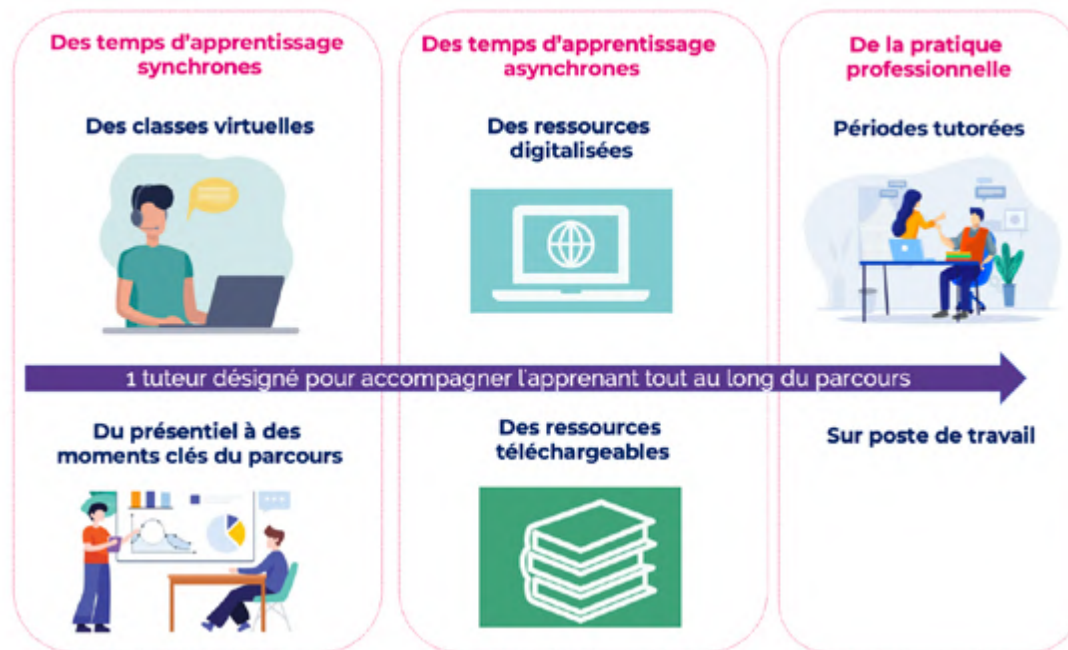 Des temps d'apprentissage
synchrones
Des classes virtuelles
Du présentiel à des
moments clés du parcours
Des temps d'apprentissage
asynchrones
Des ressources
digitalisées
Des ressources
téléchargeables
De la pratique
professionnelle
Périodes tutorées
Sur poste de travail
1 tuteur désigné pour accompagner l'apprenant tout au long du parcours